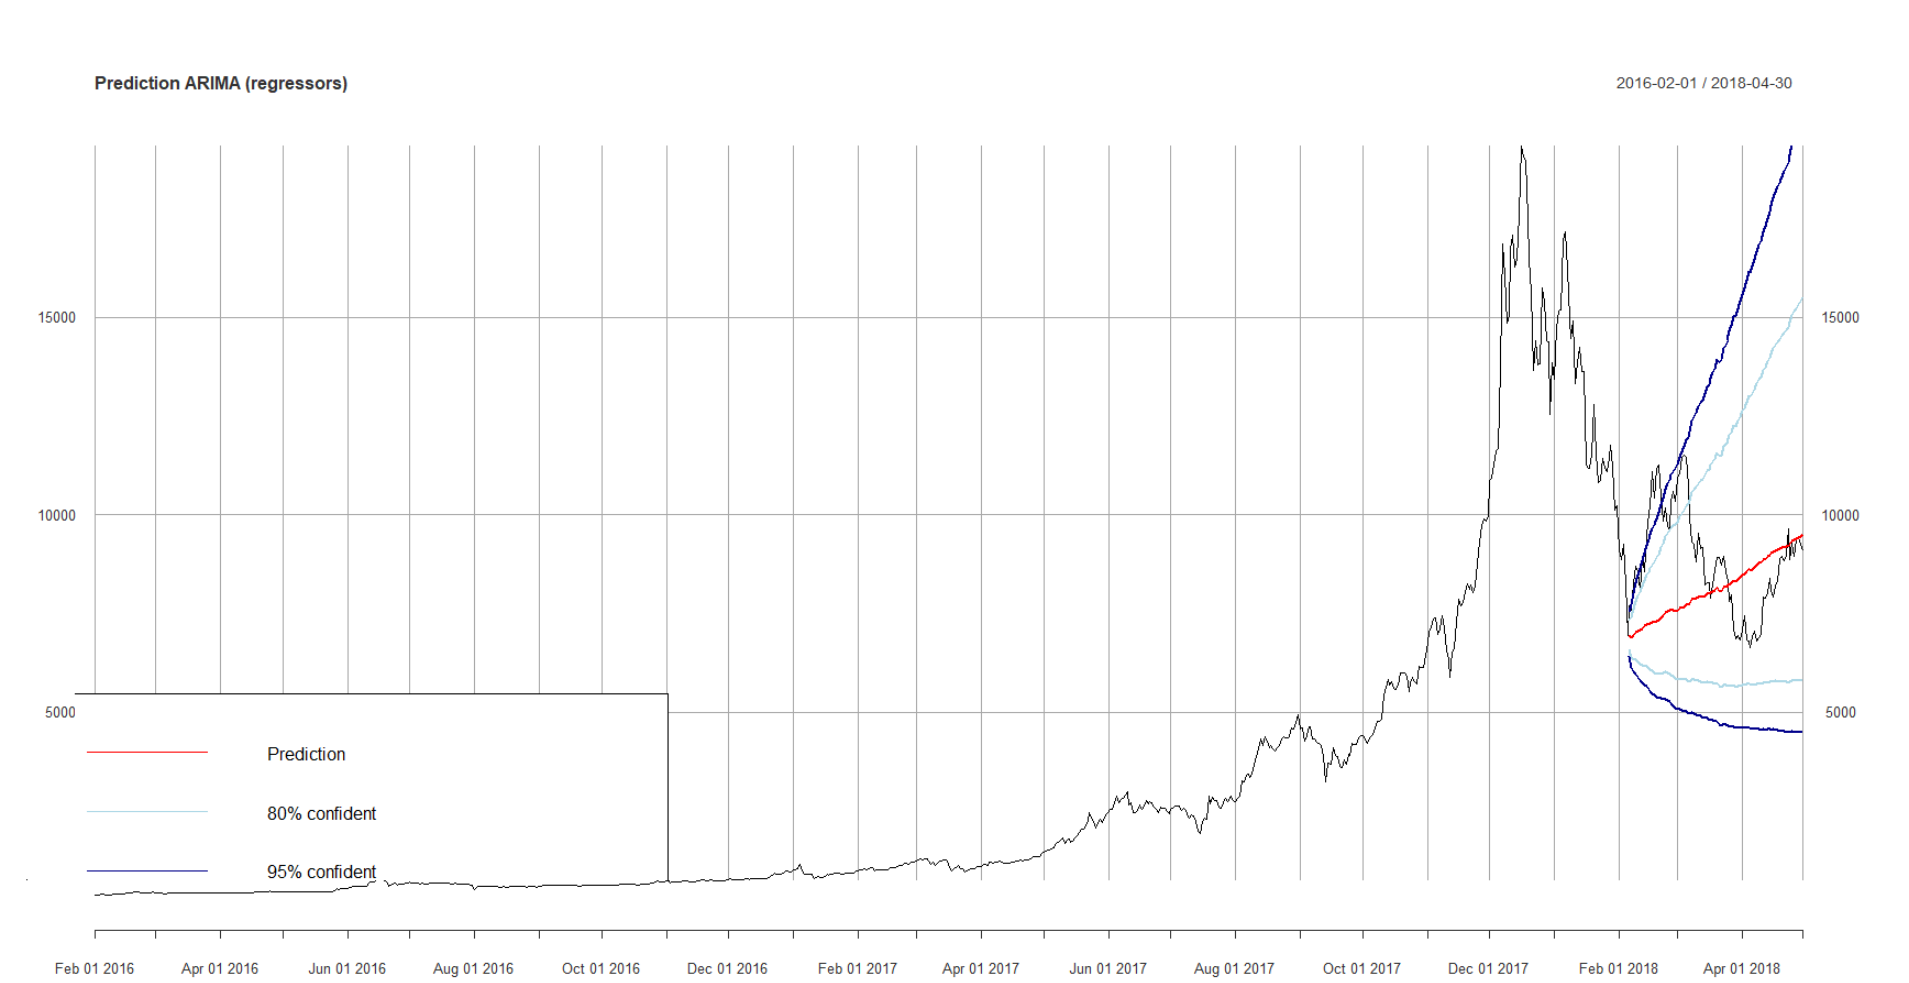 Prediction ARIMA (regressors)
2016-02-01 / 2018-04-30
15000
15000
10000
10000
5000
5000
Prediction
80% confident
95% confident
Feb 01 2016
Apr 01 2016
Jun 01 2016
Aug 01 2016
Oct 01 2016
Dec 01 2016
Feb 01 2017
Apr 01 2017
Jun 01 2017
Aug 01 2017
Oct 01 2017
Dec 01 2017
Feb 01 2018
Apr 01 2018